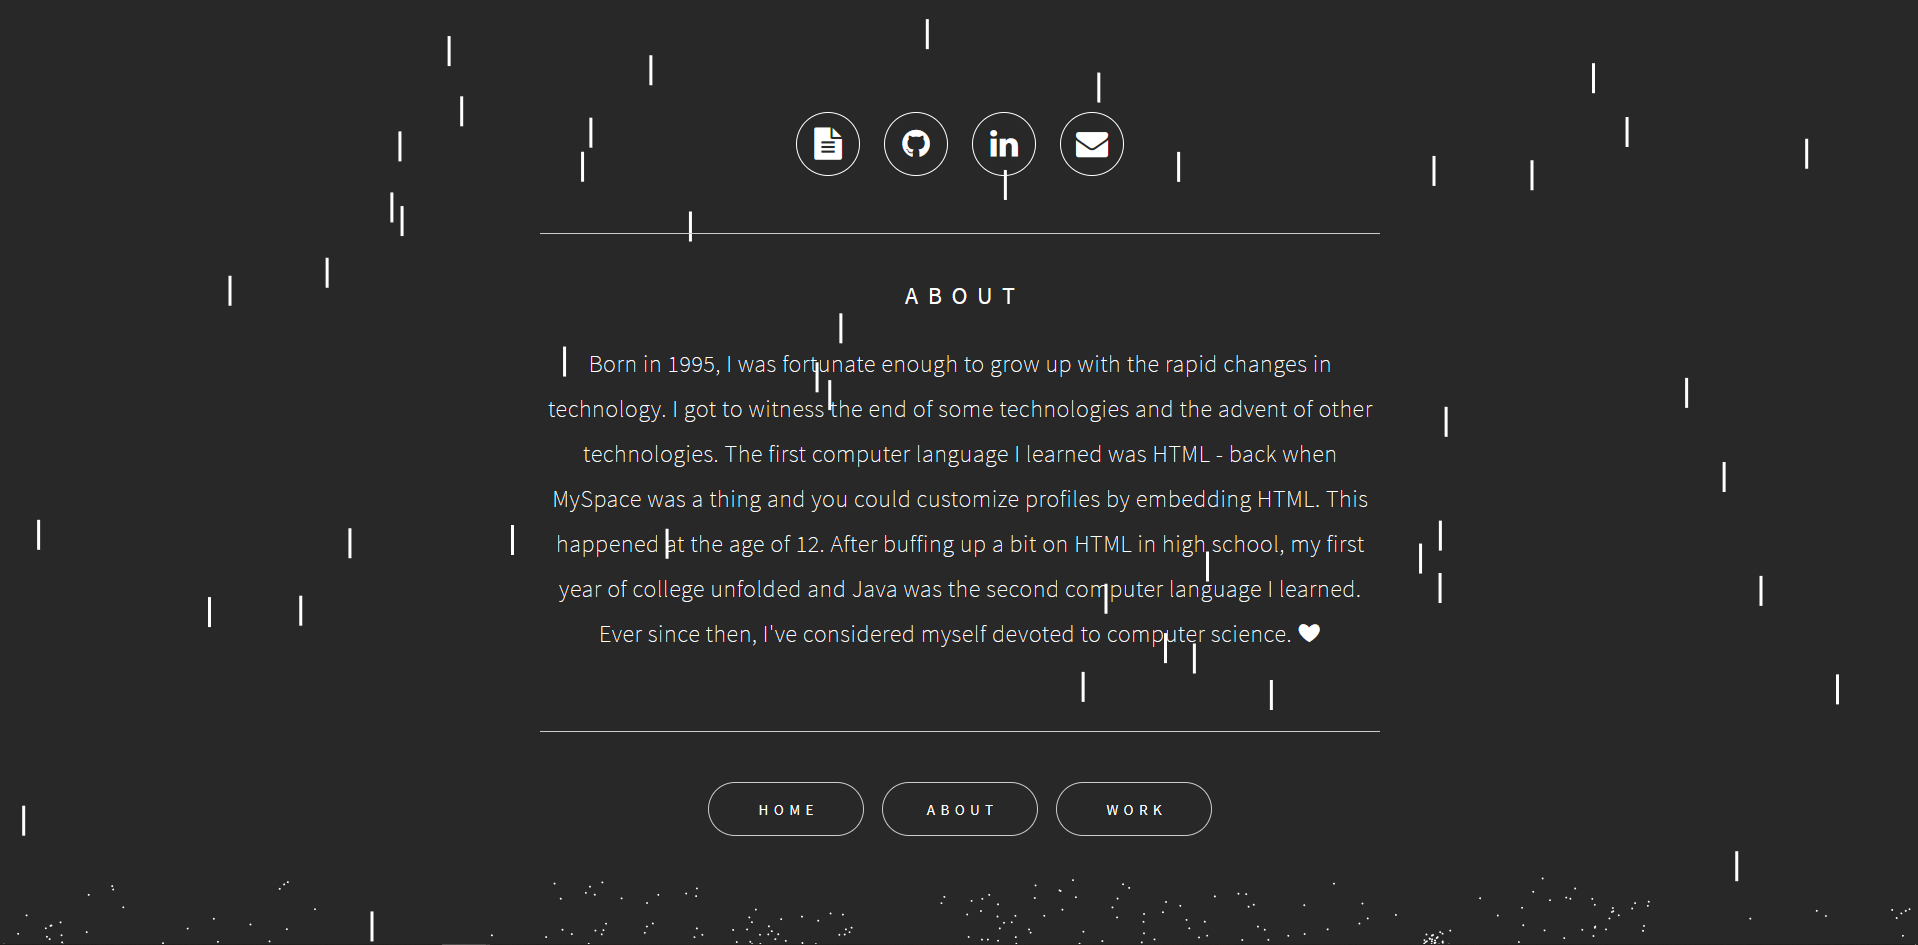 ABOUT
Born in 1995, I was fortunate enough to grow up with the rapid changes in
technology. I got to witness the end of some technologies and the advent of other
technologies. The first computer language I learned was HTML - back when
MySpace was a thing and you could customize profiles by embedding HTML. This
happened at the age of 12. After buffing up a bit on HTML in high school, my first
year of college unfolded and Java was the second computer language I learned.
Ever since then, I've considered myself devoted to computer science.
HOME
ABOUT
WORK